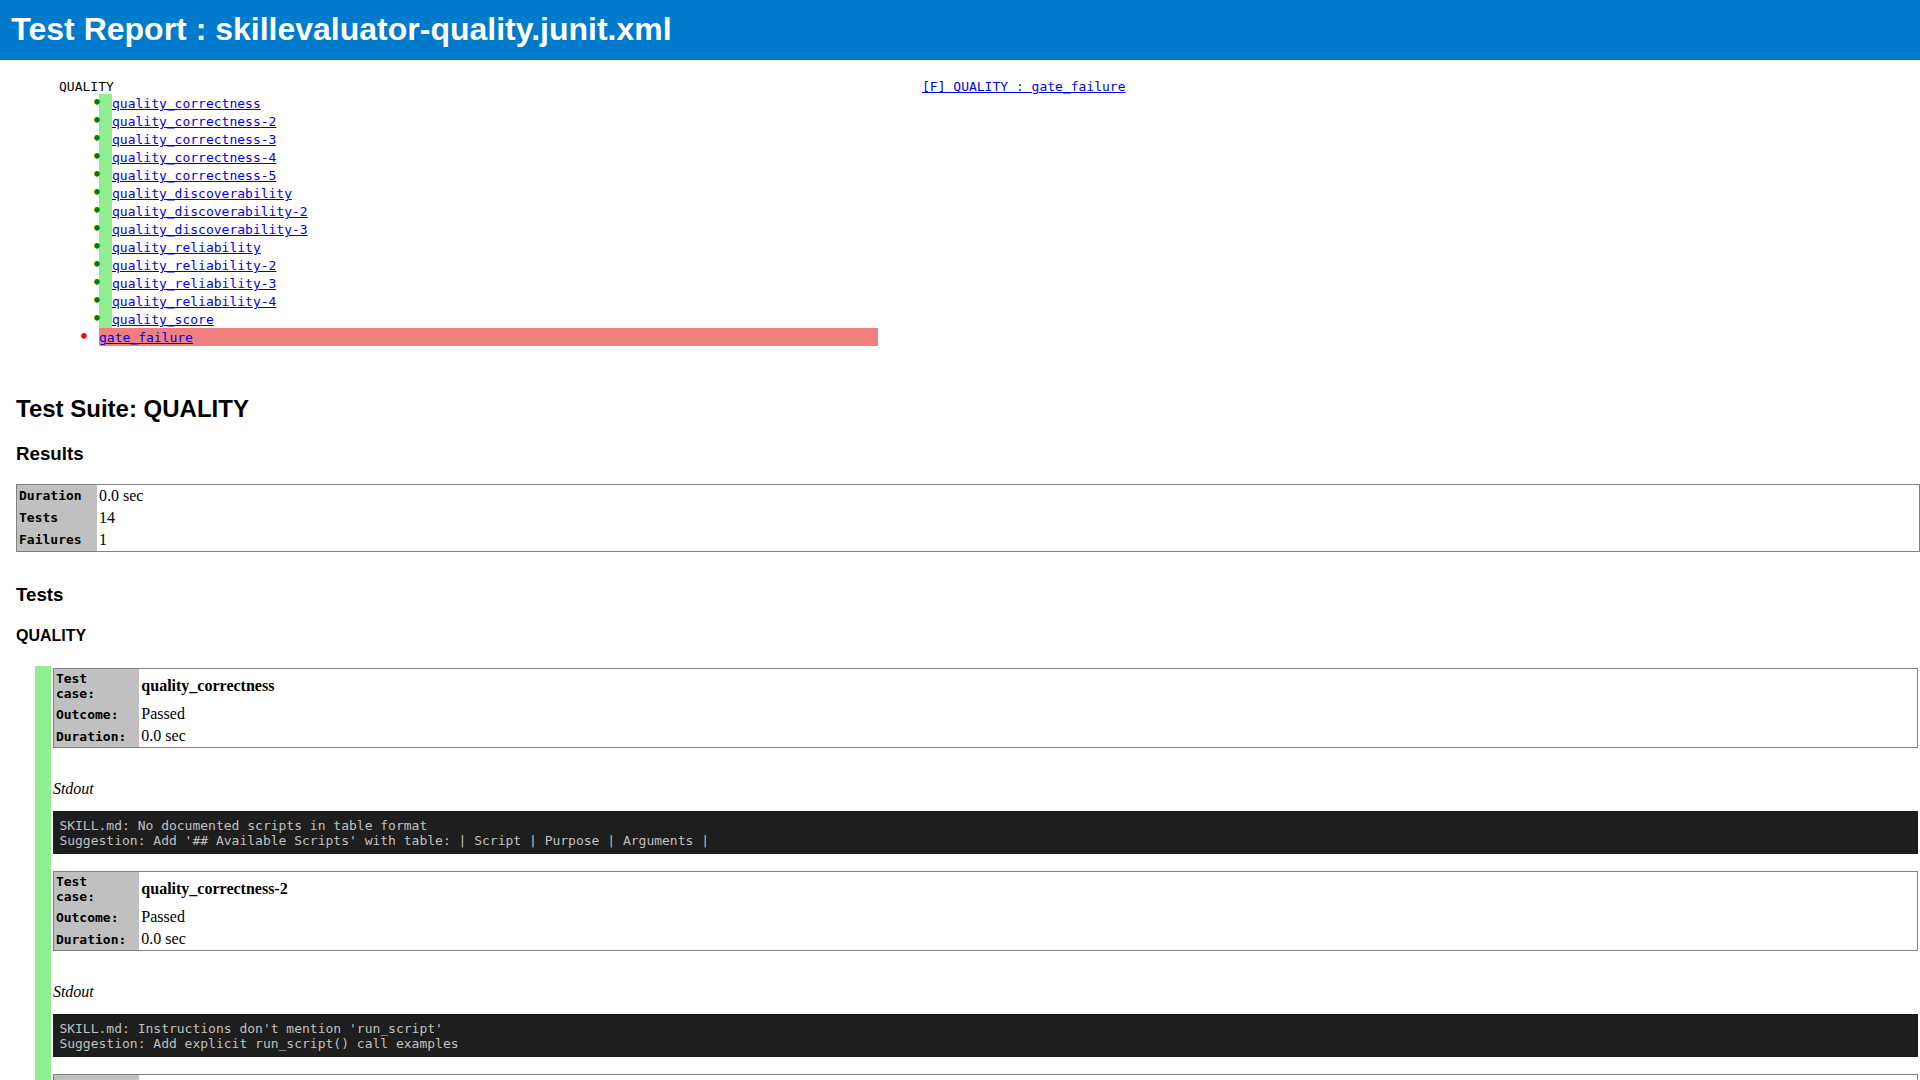 Test Report : skillevaluator-quality.junit.xml
QUALITY
quality_correctness
quality_correctness-2
quality_correctness-3
quality_correctness-4
quality_correctness-5
quality_discoverability
quality_discoverability-2
quality_discoverability-3
quality_reliability
quality_reliability-2
quality_reliability-3
quality_reliability-4
quality_score
gate_failure
[F] QUALITY : gate_failure
Test Suite: QUALITY
Results
Duration 0.0 sec
Tests 14
Failures 1
Tests
QUALITY
Test case: quality_correctness
Outcome: Passed
Duration: 0.0 sec
Stdout
SKILL.md: No documented scripts in table format
Suggestion: Add '## Available Scripts' with table: | Script | Purpose | Arguments |
Test case: quality_correctness-2
Outcome: Passed
Duration: 0.0 sec
Stdout
SKILL.md: Instructions don't mention 'run_script'
Suggestion: Add explicit run_script() call examples